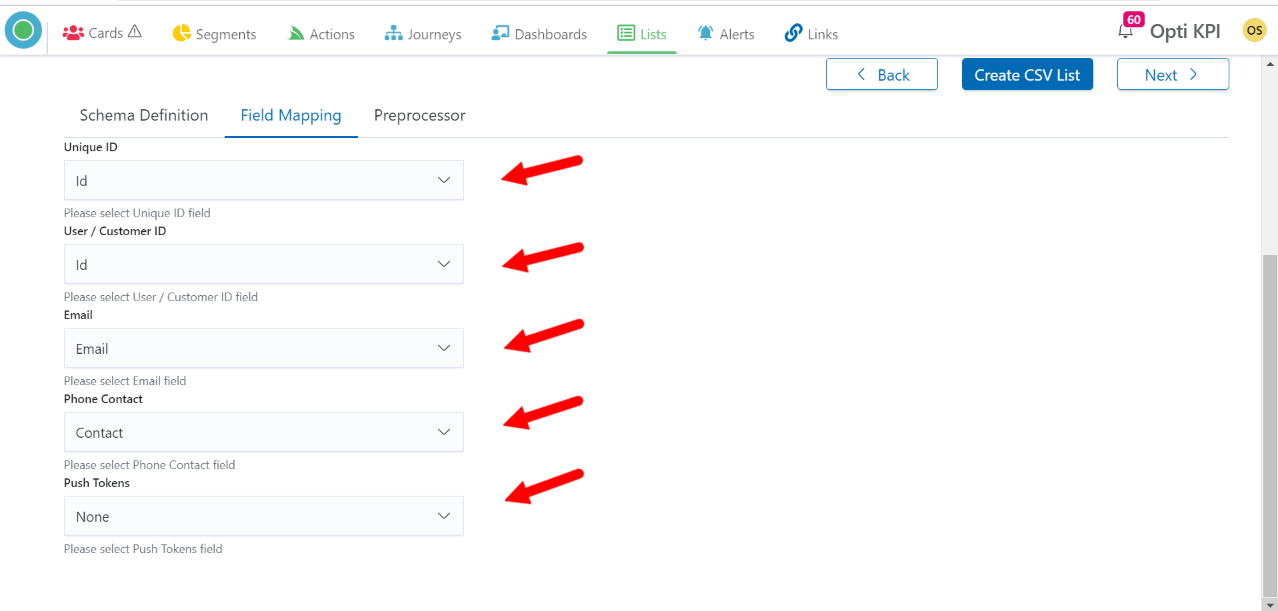 Cards Segments Actions Journeys Dashboards Lists Alerts Links 60 Opti KPI OS
Back Create CSV List Next
Schema Definition Field Mapping Preprocessor
Unique ID
Id
Please select Unique ID field
User / Customer ID
Id
Please select User / Customer ID field
Email
Email
Please select Email field
Phone Contact
Contact
Please select Phone Contact field
Push Tokens
None
Please select Push Tokens field